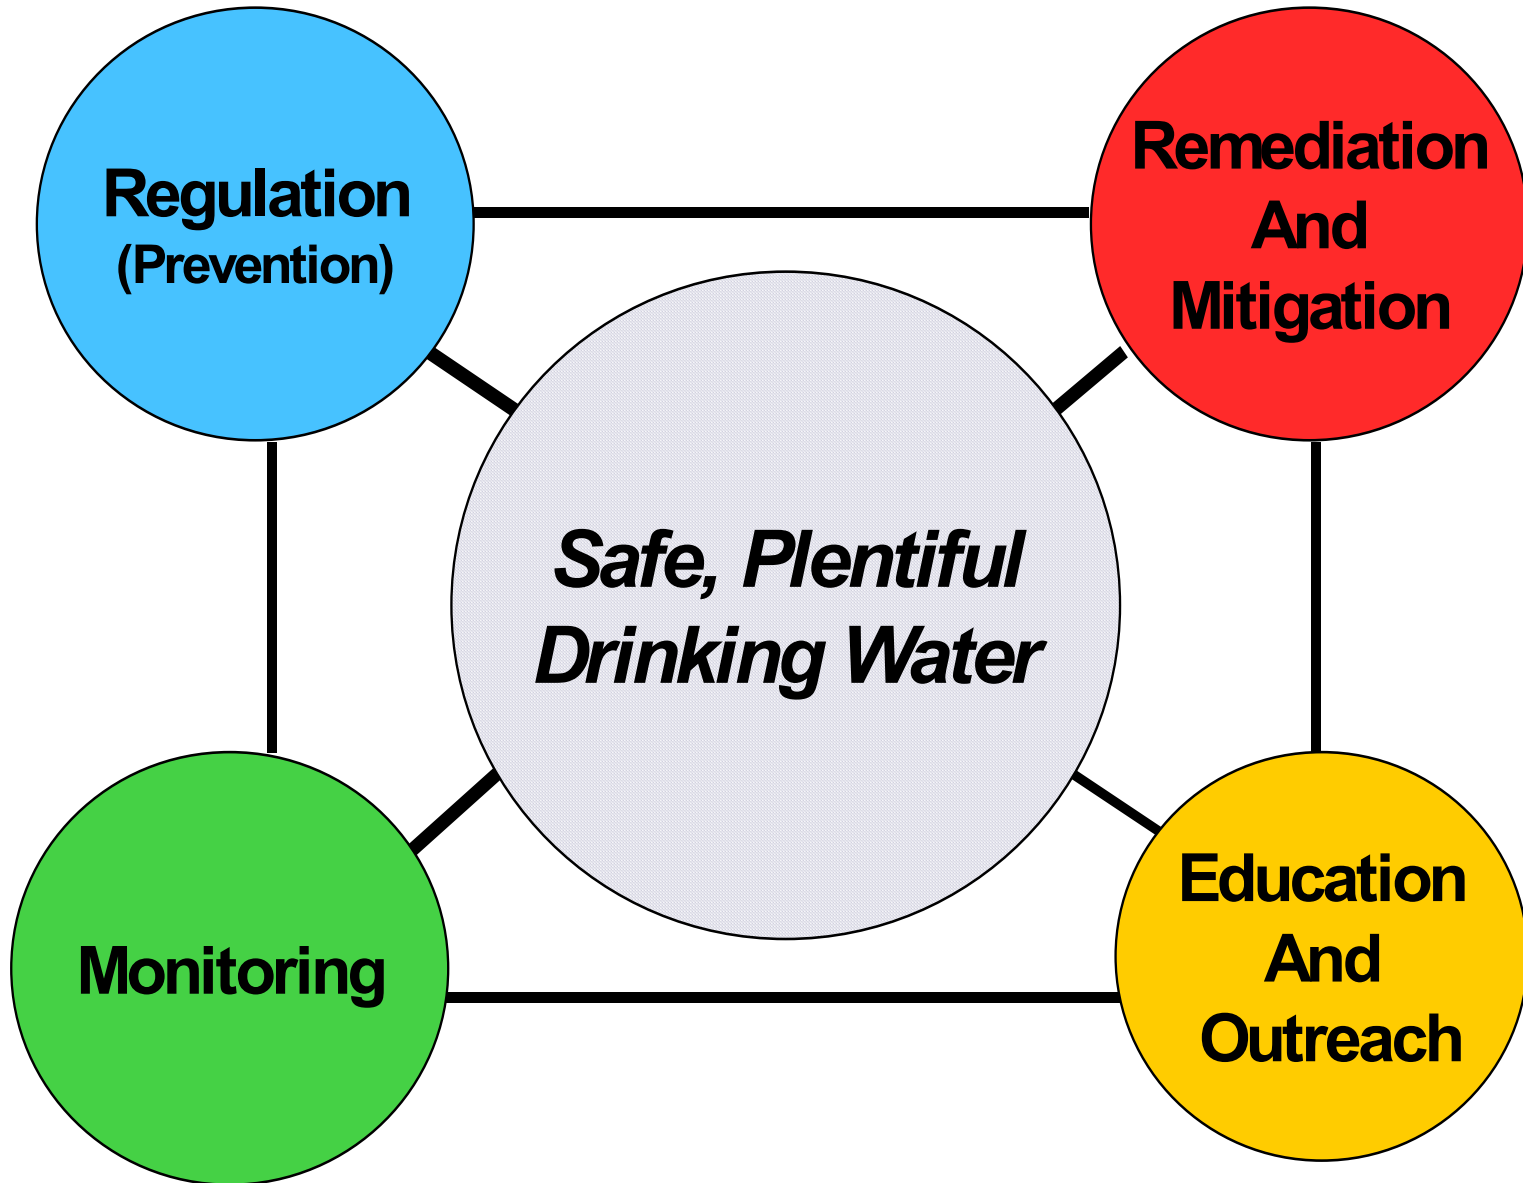 Regulation
(Prevention)
Remediation
And
Mitigation
Safe, Plentiful
Drinking Water
Monitoring
Education
And
Outreach